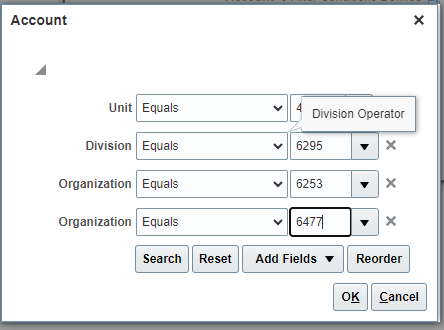 Account
Unit Equals 4
Division Operator
Division Equals 6295
Organization Equals 6253
Organization Equals 6477
Search Reset Add Fields Reorder
OK Cancel